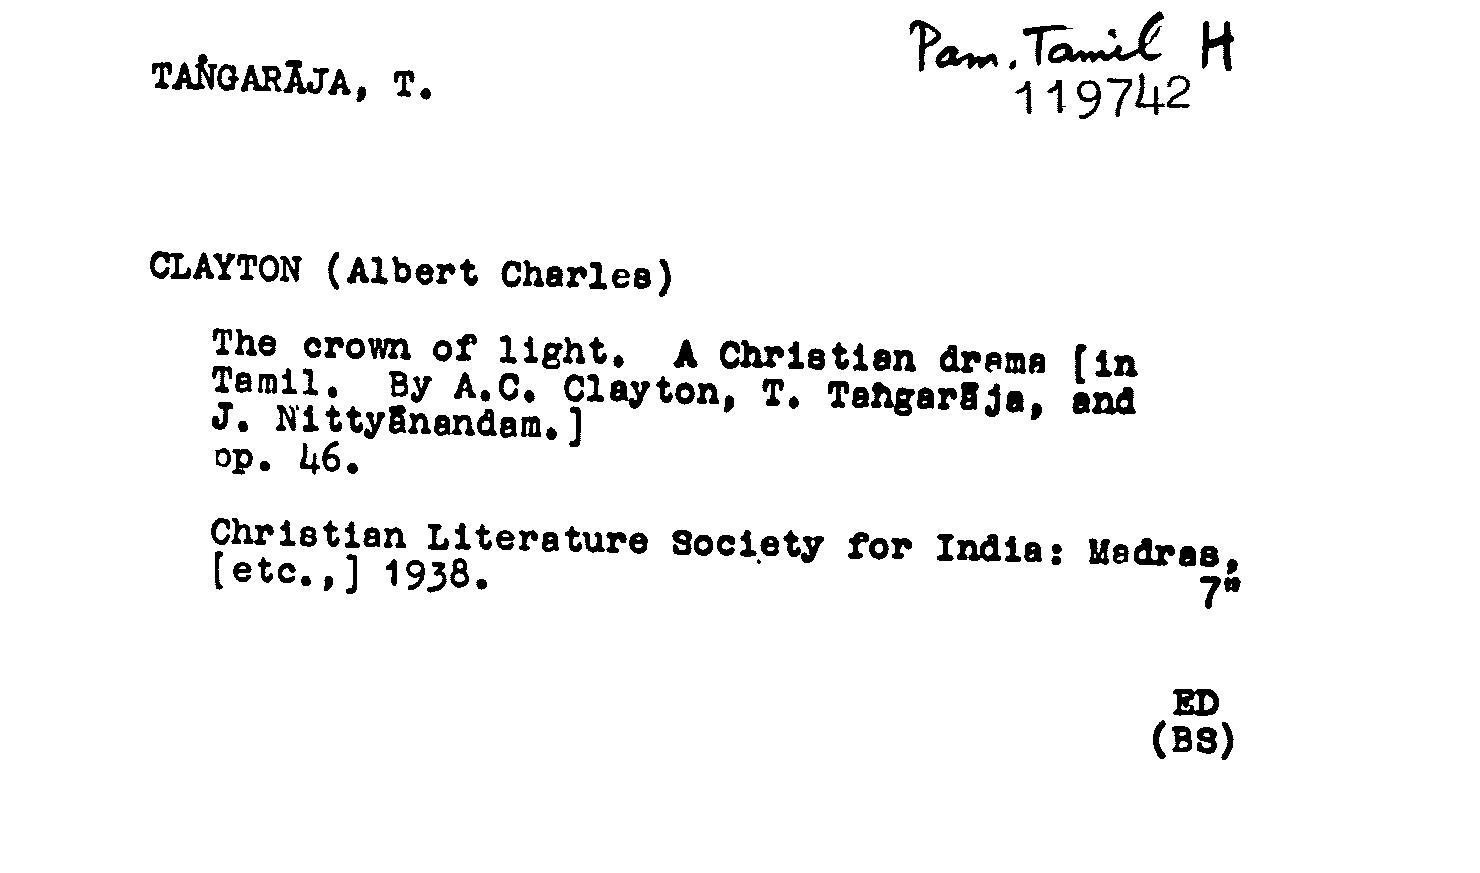 Pam. Tamil H
TAṄGARĀJA, T.
119742
CLAYTON (Albert Charles)
The crown of light. A Christian drama [in
Tamil. By A.C. Clayton, T. Taṅgarāja, and
J. Nittyānandam.]
pp. 46.
Christian Literature Society for India: Madras,
[etc.,] 1938.
7"
ED
(BS)